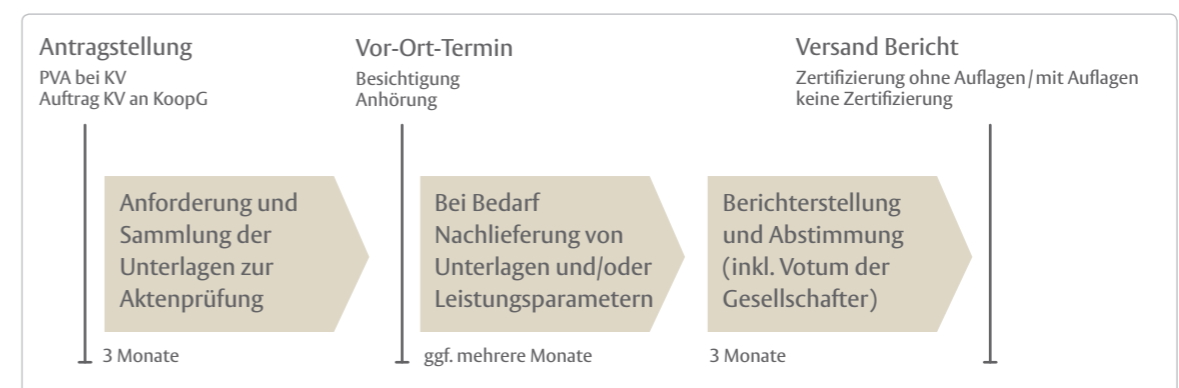 Antragstellung
PVA bei KV
Auftrag KV an KoopG
Vor-Ort-Termin
Besichtigung
Anhörung
Versand Bericht
Zertifizierung ohne Auflagen/mit Auflagen
keine Zertifizierung
Anforderung und
Sammlung der
Unterlagen zur
Aktenprüfung
Bei Bedarf
Nachlieferung von
Unterlagen und/oder
Leistungsparametern
Berichterstellung
und Abstimmung
(inkl. Votum der
Gesellschafter)
3 Monate
ggf. mehrere Monate
3 Monate